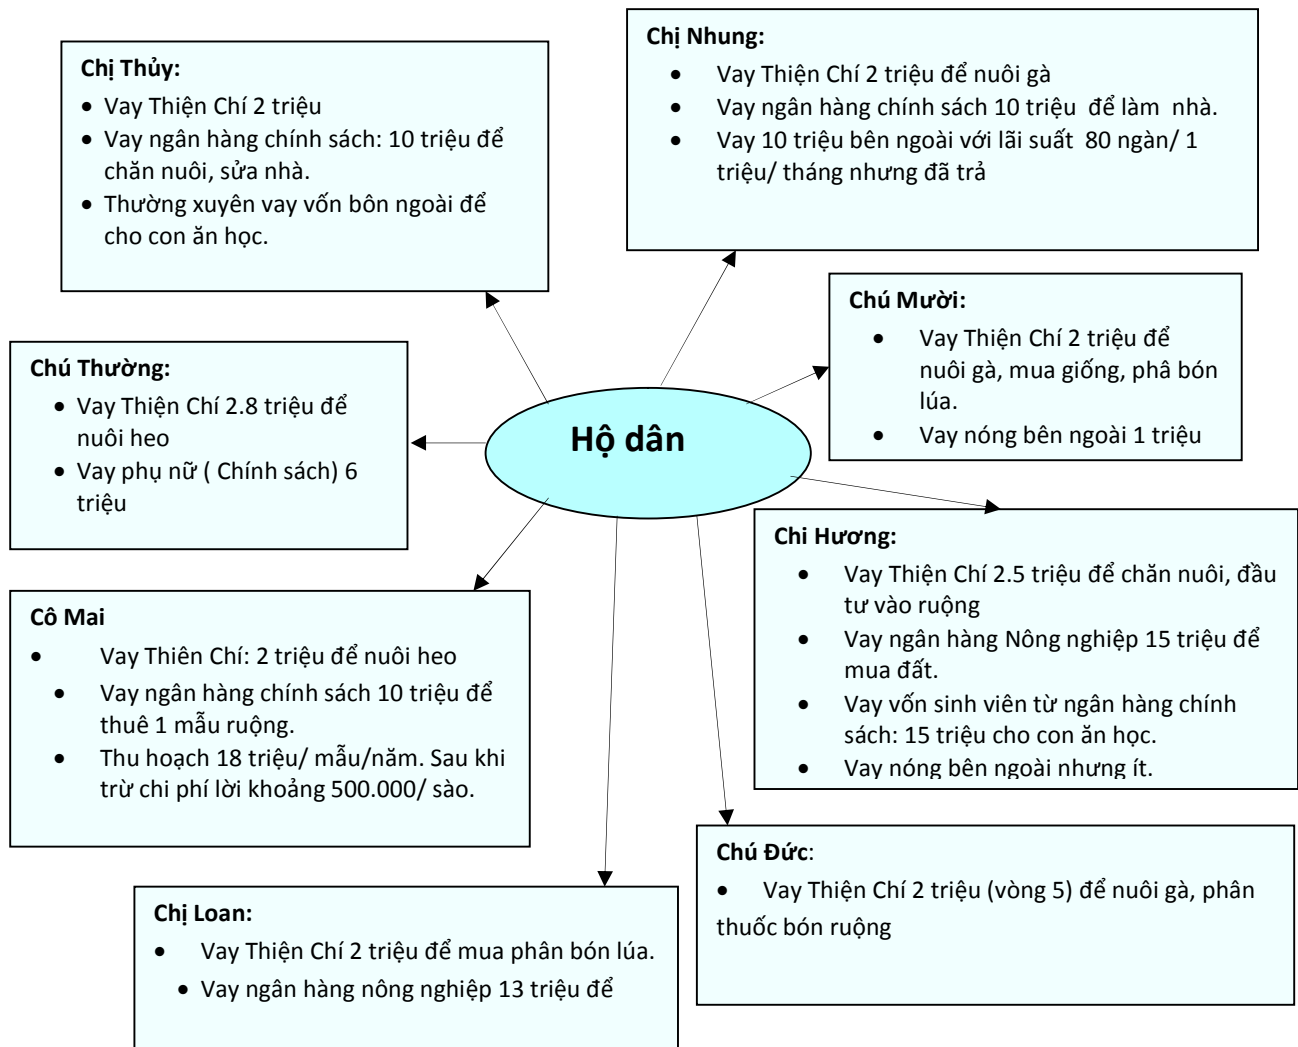 Chị Thủy:
• Vay Thiện Chí 2 triệu
• Vay ngân hàng chính sách: 10 triệu để
chăn nuôi, sửa nhà.
• Thường xuyên vay vốn bôn ngoài để
cho con ăn học.
Chị Nhung:
• Vay Thiện Chí 2 triệu để nuôi gà
• Vay ngân hàng chính sách 10 triệu để làm nhà.
• Vay 10 triệu bên ngoài với lãi suất 80 ngàn/ 1
triệu/ tháng nhưng đã trả
Chú Mười:
• Vay Thiện Chí 2 triệu để
nuôi gà, mua giống, phâ bón
lúa.
• Vay nóng bên ngoài 1 triệu
Chú Thường:
• Vay Thiện Chí 2.8 triệu để
nuôi heo
• Vay phụ nữ ( Chính sách) 6
triệu
Hộ dân
Chi Hương:
• Vay Thiện Chí 2.5 triệu để chăn nuôi, đầu
tư vào ruộng
• Vay ngân hàng Nông nghiệp 15 triệu để
mua đất.
• Vay vốn sinh viên từ ngân hàng chính
sách: 15 triệu cho con ăn học.
• Vay nóng bên ngoài nhưng ít.
Cô Mai
• Vay Thiên Chí: 2 triệu để nuôi heo
• Vay ngân hàng chính sách 10 triệu để
thuê 1 mẫu ruộng.
• Thu hoạch 18 triệu/ mẫu/năm. Sau khi
trừ chi phí lời khoảng 500.000/ sào.
Chú Đức:
• Vay Thiện Chí 2 triệu (vòng 5) để nuôi gà, phân
thuốc bón ruộng
Chị Loan:
• Vay Thiện Chí 2 triệu để mua phân bón lúa.
• Vay ngân hàng nông nghiệp 13 triệu để